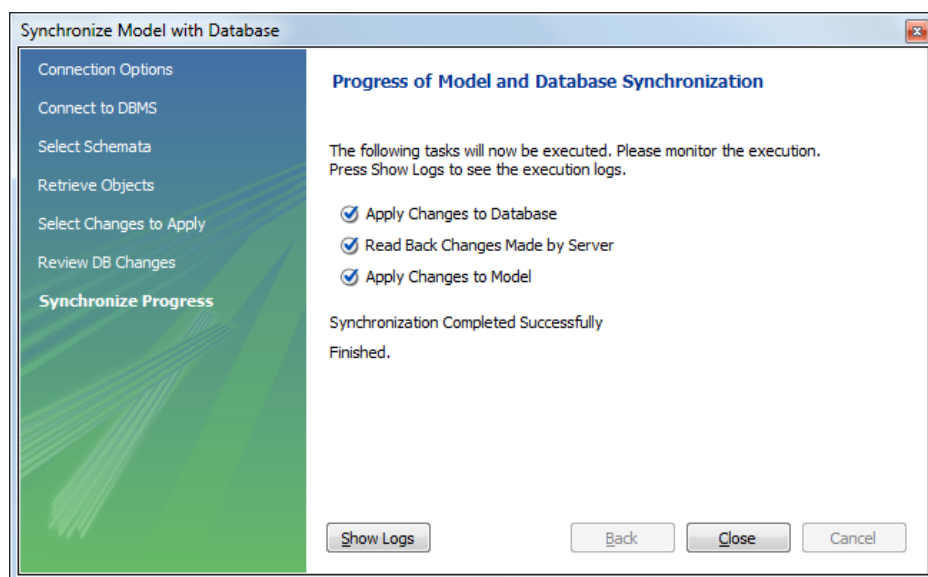 Synchronize Model with Database
Connection Options
Connect to DBMS
Select Schemata
Retrieve Objects
Select Changes to Apply
Review DB Changes
Synchronize Progress
Progress of Model and Database Synchronization
The following tasks will now be executed. Please monitor the execution.
Press Show Logs to see the execution logs.
Apply Changes to Database
Read Back Changes Made by Server
Apply Changes to Model
Synchronization Completed Successfully
Finished.
Show Logs
Back
Close
Cancel